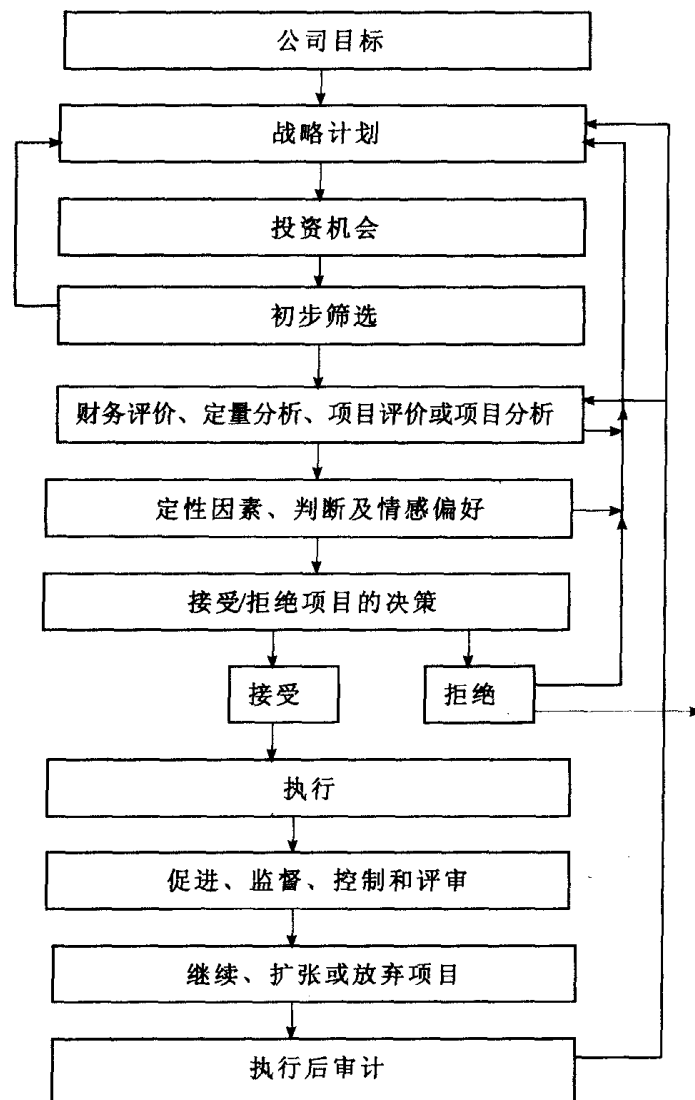 公司目标
战略计划
投资机会
初步筛选
财务评价、定量分析、项目评价或项目分析
定性因素、判断及情感偏好
接受/拒绝项目的决策
接受
拒绝
执行
促进、监督、控制和评审
继续、扩张或放弃项目
执行后审计